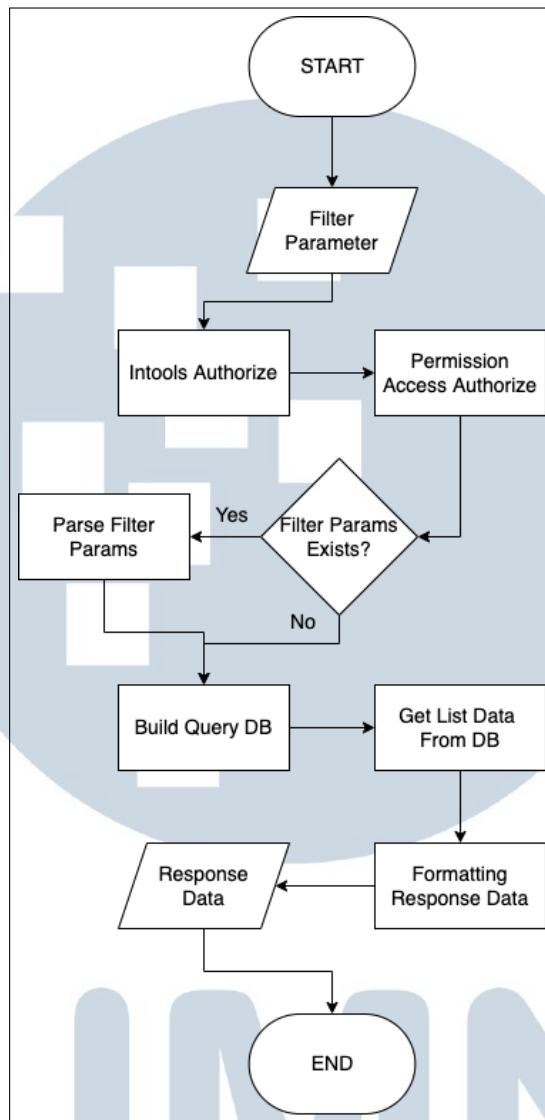 START
Filter
Parameter
Intools Authorize
Permission
Access Authorize
Parse Filter
Params
Yes
Filter Params
Exists?
No
Build Query DB
Get List Data
From DB
Response
Data
Formatting
Response Data
END